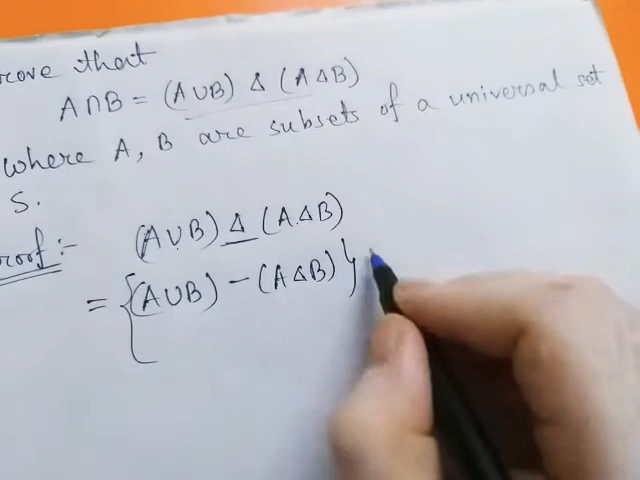 rove that
A∩B = (A∪B) Δ (AΔB)
where A, B are subsets of a universal set
S.
roof :-
(A∪B) Δ (AΔB)
= {(A∪B) - (AΔB)}